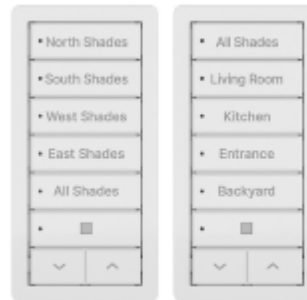 North Shades
South Shades
West Shades
East Shades
All Shades
All Shades
Living Room
Kitchen
Entrance
Backyard